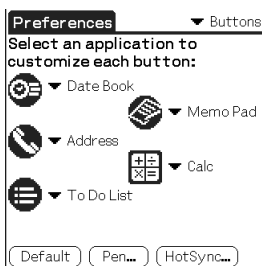 Preferences
Buttons
Select an application to
customize each button:
Date Book
Memo Pad
Address
Calc
To Do List
Default
Pen...
HotSync...